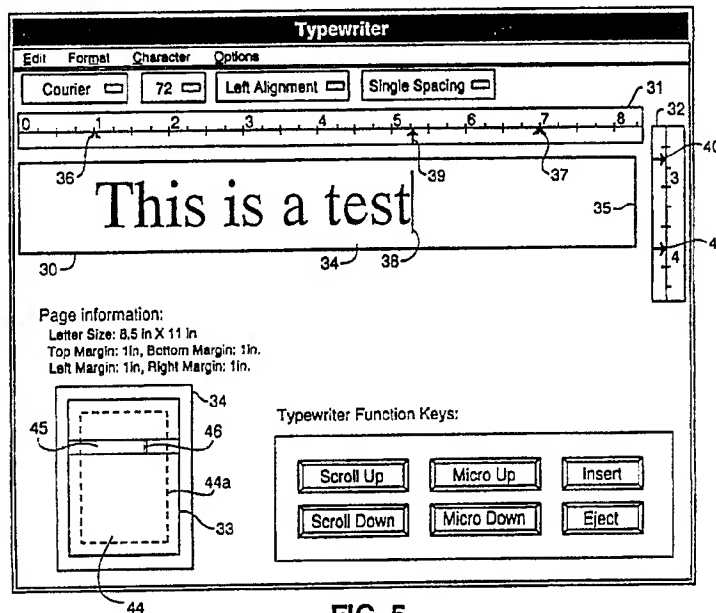 Typewriter
Edit Format Character Options
Courier 72 Left Alignment Single Spacing
31
32
0 1 2 3 4 5 6 7 8
40
36 39 37
3
This is a test
35
4
30 34 38
4
Page information:
Letter Size: 8.5 in X 11 in
Top Margin: 1in, Bottom Margin: 1in.
Left Margin: 1in, Right Margin: 1in.
34
45 46
Typewriter Function Keys:
44a
Scroll Up Micro Up Insert
33
Scroll Down Micro Down Eject
44
FIG. 5